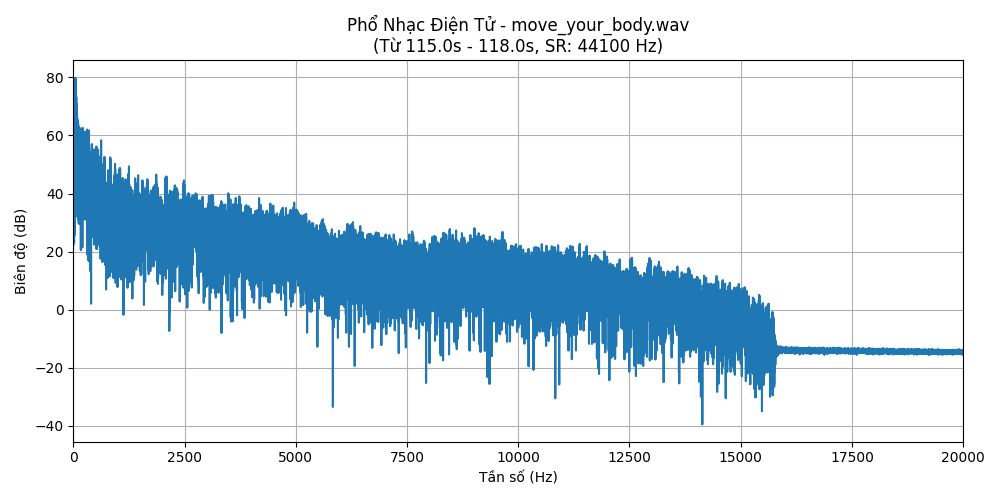 Phổ Nhạc Điện Tử - move_your_body.wav
(Từ 115.0s - 118.0s, SR: 44100 Hz)
Biên độ (dB)
80
60
40
20
0
−20
−40
0 2500 5000 7500 10000 12500 15000 17500 20000
Tần số (Hz)